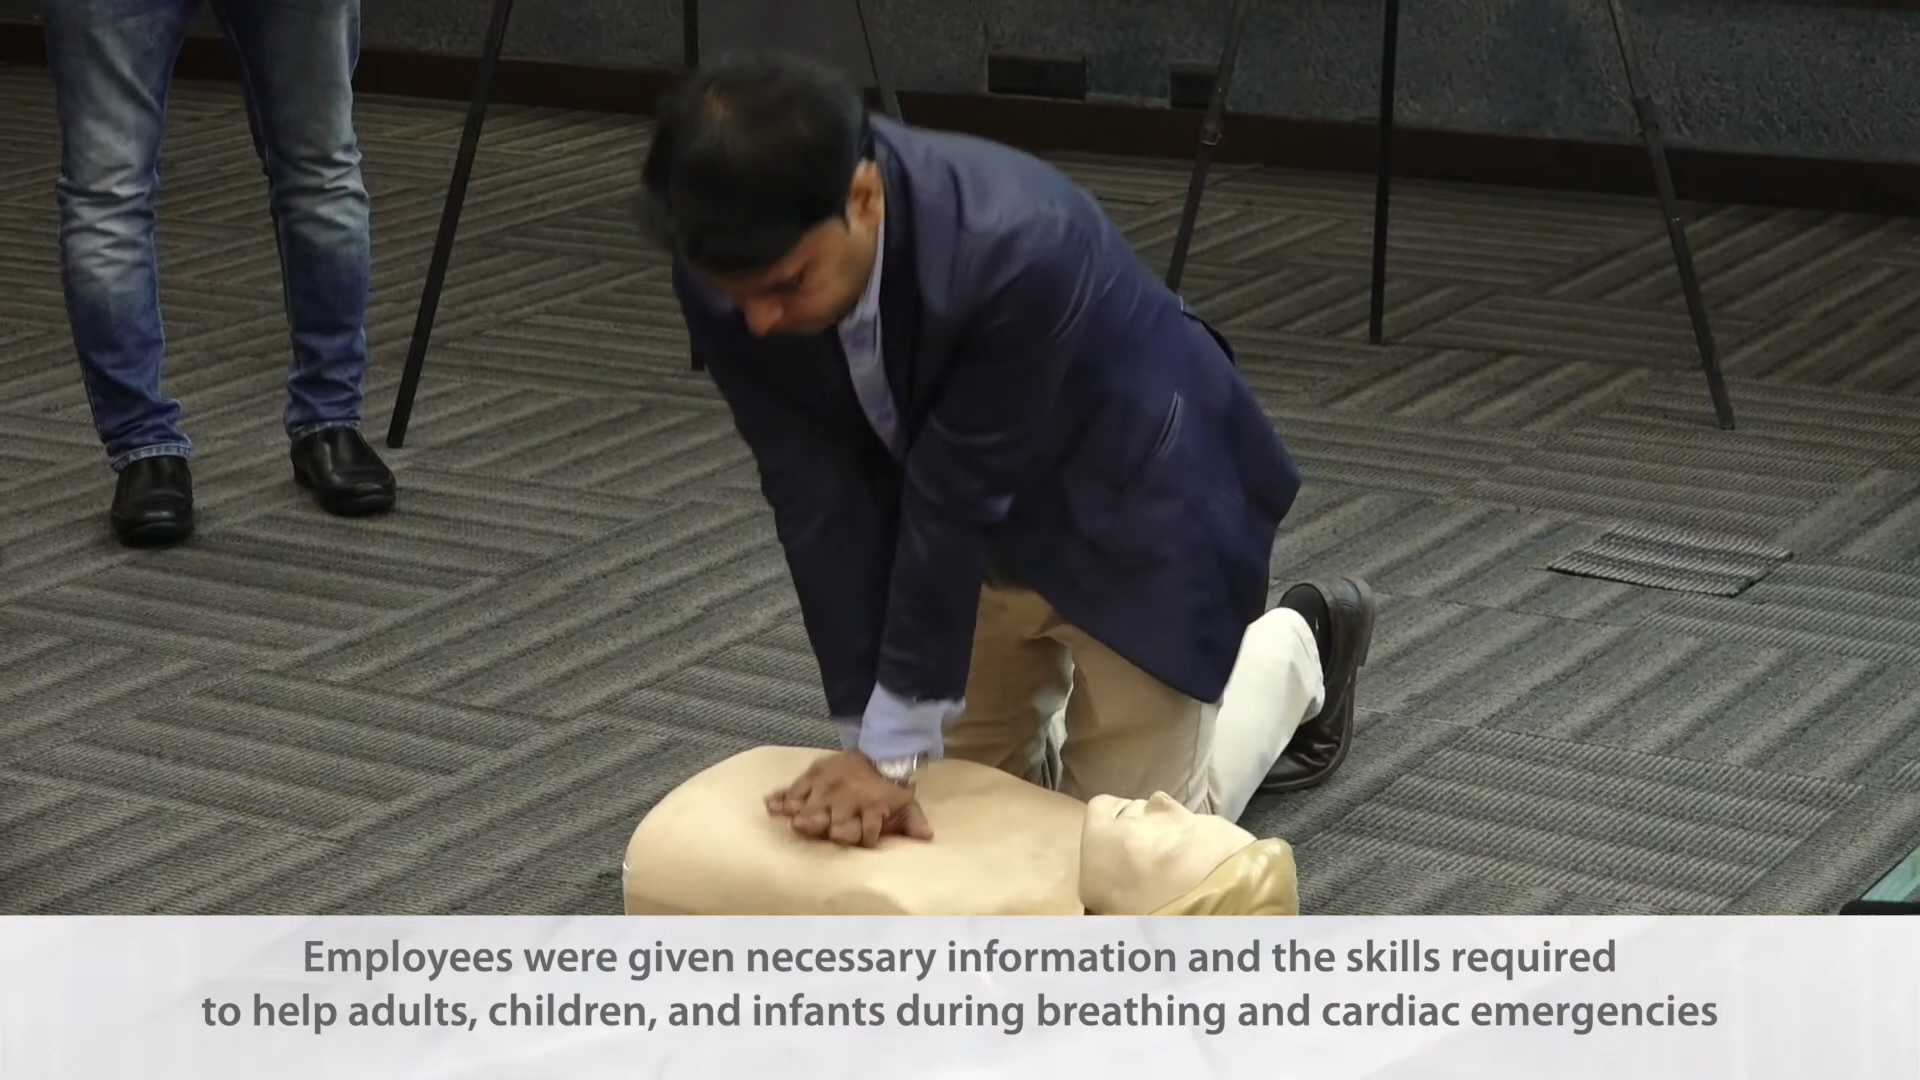 Employees were given necessary information and the skills required
to help adults, children, and infants during breathing and cardiac emergencies